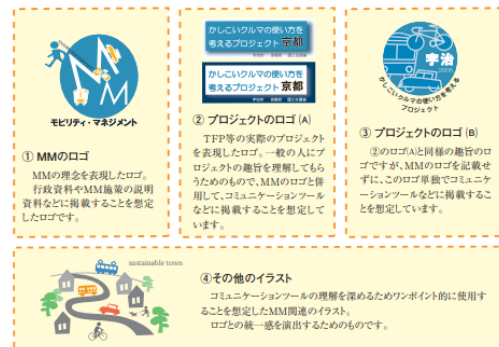 モビリティ・マネジメント
① MMのロゴ
MMの理念を表現したロゴ。
行政資料やMM施策の説明
資料などに掲載することを想定
したロゴです。
かしこいクルマの使い方を
考えるプロジェクト 京都
かしこいクルマの使い方を
考えるプロジェクト 京都
② プロジェクトのロゴ (A)
TFP等の実際のプロジェクト
を表現したロゴ。一般の人にプ
ロジェクトの趣旨を理解してもら
うためのもので、MMのロゴと併
用して、コミュニケーションツール
などに掲載することを想定して
います。
宇治
かしこいクルマの使い方を考える
プロジェクト
③ プロジェクトのロゴ (B)
②のロゴ(A)と同様の趣旨のロ
ゴですが、MMのロゴを記載せ
ずに、このロゴ単独でコミュニケ
ーションツールなどに掲載するこ
とを想定しています。
sustainable town
④その他のイラスト
コミュニケーションツールの理解を深めるためワンポイント的に使用す
ることを想定したMM関連のイラスト。
ロゴとの統一感を演出するためのものです。